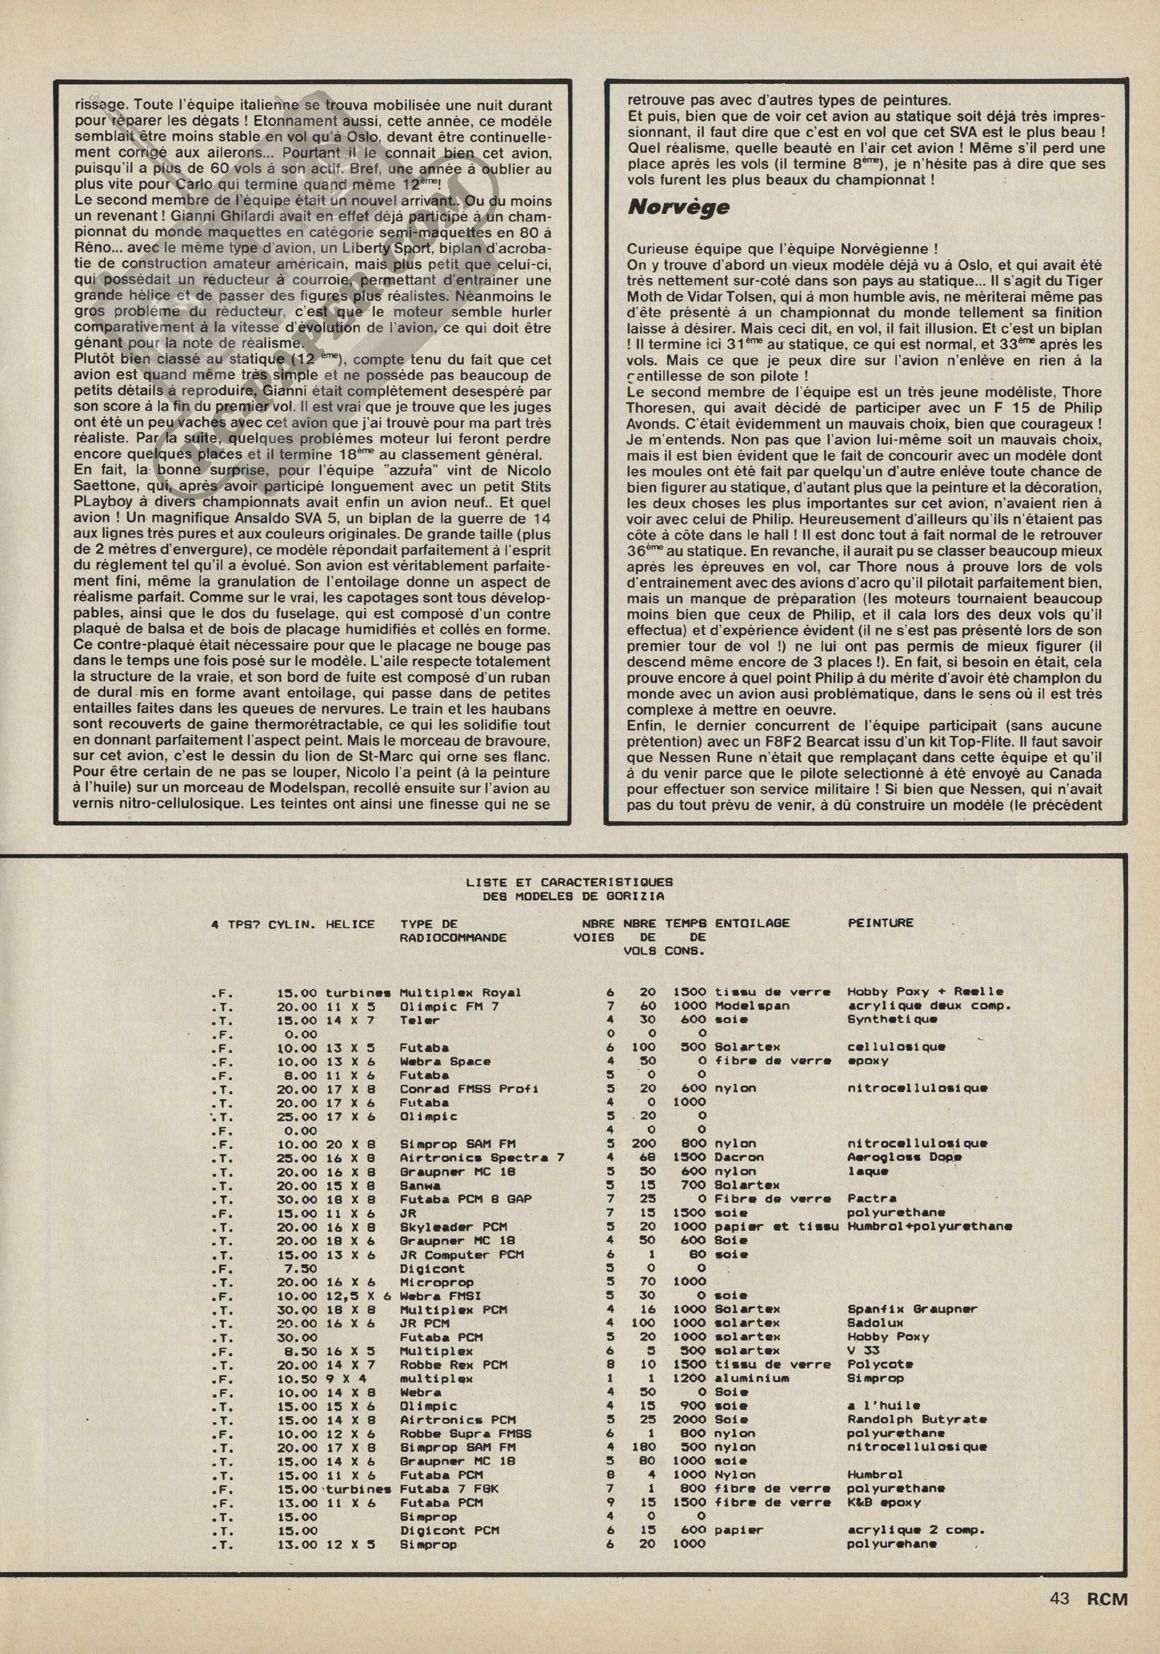 rissage. Toute l'équipe italienne se trouva mobilisée une nuit durant
pour réparer les dégats ! Etonnament aussi, cette année, ce modèle
semblait être moins stable en vol qu'à Oslo, devant être continuelle-
ment corrigé aux ailerons... Pourtant il le connait bien cet avion,
puisqu'il a plus de 60 vols à son actif. Bref, une année à oublier au
plus vite pour Carlo qui termine quand même 12ème!
Le second membre de l'équipe était un nouvel arrivant.. Ou du moins
un revenant ! Gianni Ghilardi avait en effet déjà participé à un cham-
pionnat du monde maquettes en catégorie semi-maquettes en 80 à
Réno... avec le même type d'avion, un Liberty Sport, biplan d'acroba-
tie de construction amateur américain, mais plus petit que celui-ci,
qui possédait un réducteur à courroie permettant d'entrainer une
grande hélice et de passer des figures plus réalistes. Néanmoins le
gros problème du réducteur, c'est que le moteur semble hurler
comparativement à la vitesse d'évolution de l'avion, ce qui doit être
gênant pour la note de réalisme.
Plutôt bien classé au statique (12 ème), compte tenu du fait que cet
avion est quand même très simple et ne possède pas beaucoup de
petits détails à reproduire, Gianni était complètement desespéré par
son score à la fin du premier vol. Il est vrai que je trouve que les juges
ont été un peu vaches avec cet avion que j'ai trouvé pour ma part très
réaliste. Par la suite, quelques problèmes moteur lui feront perdre
encore quelques places et il termine 18ème au classement général.
En fait, la bonne surprise, pour l'équipe "azzura" vint de Nicolo
Saettone, qui, après avoir participé longuement avec un petit Stits
PLayboy à divers championnats avait enfin un avion neuf.. Et quel
avion ! Un magnifique Ansaldo SVA 5, un biplan de la guerre de 14
aux lignes très pures et aux couleurs originales. De grande taille (plus
de 2 mètres d'envergure), ce modèle répondait parfaitement à l'esprit
du réglement tel qu'il a évolué. Son avion est véritablement parfaite-
ment fini, même la granulation de l'entoilage donne un aspect de
réalisme parfait. Comme sur le vrai, les capotages sont tous dévelop-
pables, ainsi que le dos du fuselage, qui est composé d'un contre
plaqué de balsa et de bois de placage humidifiés et collés en forme.
Ce contre-plaqué était nécessaire pour que le placage ne bouge pas
dans le temps une fois posé sur le modèle. L'aile respecte totalement
la structure de la vraie, et son bord de fuite est composé d'un ruban
de dural mis en forme avant entoilage, qui passe dans de petites
entailles faites dans les queues de nervures. Le train et les haubans
sont recouverts de gaine thermorétractable, ce qui les solidifie tout
en donnant parfaitement l'aspect peint. Mais le morceau de bravoure,
sur cet avion, c'est le dessin du lion de St-Marc qui orne ses flanc.
Pour être certain de ne pas se louper, Nicolo l'a peint (à la peinture
à l'huile) sur un morceau de Modelspan, recollé ensuite sur l'avion au
vernis nitro-cellulosique. Les teintes ont ainsi une finesse qui ne se
retrouve pas avec d'autres types de peintures.
Et puis, bien que de voir cet avion au statique soit déjà très impres-
sionnant, il faut dire que c'est en vol que cet SVA est le plus beau !
Quel réalisme, quelle beauté en l'air cet avion ! Même s'il perd une
place après les vols (il termine 8ème), je n'hésite pas à dire que ses
vols furent les plus beaux du championnat !
Norvège
Curieuse équipe que l'équipe Norvégienne !
On y trouve d'abord un vieux modèle déjà vu à Oslo, et qui avait été
très nettement sur-coté dans son pays au statique... Il s'agit du Tiger
Moth de Vidar Tolsen, qui à mon humble avis, ne mériterai même pas
d'ête présenté à un championnat du monde tellement sa finition
laisse à désirer. Mais ceci dit, en vol, il fait illusion. Et c'est un biplan
! Il termine ici 31ème au statique, ce qui est normal, et 33ème après les
vols. Mais ce que je peux dire sur l'avion n'enlève en rien à la
gentillesse de son pilote !
Le second membre de l'équipe est un très jeune modéliste, Thore
Thoresen, qui avait décidé de participer avec un F 15 de Philip
Avonds. C'était évidemment un mauvais choix, bien que courageux !
Je m'entends. Non pas que l'avion lui-même soit un mauvais choix,
mais il est bien évident que le fait de concourir avec un modèle dont
les moules ont été fait par quelqu'un d'autre enlève toute chance de
bien figurer au statique, d'autant plus que la peinture et la décoration,
les deux choses les plus importantes sur cet avion, n'avaient rien à
voir avec celui de Philip. Heureusement d'ailleurs qu'ils n'étaient pas
côte à côte dans le hall ! Il est donc tout à fait normal de le retrouver
36ème au statique. En revanche, il aurait pu se classer beaucoup mieux
après les épreuves en vol, car Thore nous à prouve lors de vols
d'entrainement avec des avions d'acro qu'il pilotait parfaitement bien,
mais un manque de préparation (les moteurs tournaient beaucoup
moins bien que ceux de Philip, et il cala lors des deux vols qu'il
effectua) et d'expérience évident (il ne s'est pas présenté lors de son
premier tour de vol !) ne lui ont pas permis de mieux figurer (il
descend même encore de 3 places !). En fait, si besoin en était, cela
prouve encore à quel point Philip à du mérite d'avoir été champIon du
monde avec un avion ausi problématique, dans le sens où il est très
complexe à mettre en oeuvre.
Enfin, le dernier concurrent de l'équipe participait (sans aucune
prètention) avec un F8F2 Bearcat issu d'un kit Top-Flite. Il faut savoir
que Nessen Rune n'était que remplaçant dans cette équipe et qu'il
à du venir parce que le pilote selectionné à été envoyé au Canada
pour effectuer son service militaire ! Si bien que Nessen, qui n'avait
pas du tout prévu de venir, à dû construire un modèle (le précédent
LISTE ET CARACTERISTIQUES
DES MODELES DE GORIZIA
4 TPS? CYLIN. HELICE TYPE DE NBRE NBRE TEMPS ENTOILAGE PEINTURE
RADIOCOMMANDE VOIES DE DE
VOLS CONS.
.F. 15.00 turbines Multiplex Royal 6 20 1500 tissu de verre Hobby Poxy + Reelle
.T. 20.00 11 X 5 Olimpic FM 7 7 60 1000 Modelspan acrylique deux comp.
.T. 15.00 14 X 7 Teler 4 30 600 soie Synthetique
.F. 0.00 0 0 0
.F. 10.00 13 X 5 Futaba 6 100 500 Solartex cellulosique
.F. 10.00 13 X 6 Webra Space 4 50 0 fibre de verre epoxy
.F. 8.00 11 X 6 Futaba 5 0 0
.T. 20.00 17 X 8 Conrad FMSS Profi 5 20 600 nylon nitrocellulosique
.T. 20.00 17 X 6 Futaba 4 0 1000
.T. 25.00 17 X 6 Olimpic 5 20 0
.F. 0.00 4 0 0
.F. 10.00 20 X 8 Simprop SAM FM 5 200 800 nylon nitrocellulosique
.T. 25.00 16 X 8 Airtronics Spectra 7 4 68 1500 Dacron Aerogloss Dope
.T. 20.00 16 X 8 Graupner MC 18 5 50 600 nylon laque
.T. 20.00 15 X 8 Sanwa 5 15 700 Solartex
.T. 30.00 18 X 8 Futaba PCM 8 GAP 7 25 0 Fibre de verre Pactra
.F. 15.00 11 X 6 JR 7 15 1500 soie polyurethane
.T. 20.00 16 X 8 Skyleader PCM 5 20 1000 papier et tissu Humbrol+polyurethane
.T. 20.00 18 X 6 Graupner MC 18 4 50 600 Soie
.T. 15.00 13 X 6 JR Computer PCM 6 1 80 soie
.F. 7.50 Digicont 5 0 0
.T. 20.00 16 X 6 Microprop 5 70 1000
.F. 10.00 12,5 X 6 Webra FMSI 5 30 0 soie
.T. 30.00 18 X 8 Multiplex PCM 4 16 1000 Solartex Spanfix Graupner
.T. 20.00 16 X 6 JR PCM 4 100 1000 solartex Sadolux
.T. 30.00 Futaba PCM 5 20 1000 solartex Hobby Poxy
.F. 8.50 16 X 5 Multiplex 6 5 500 solartex V 33
.T. 20.00 14 X 7 Robbe Rex PCM 8 10 1500 tissu de verre Polycote
.F. 10.50 9 X 4 multiplex 1 1 1200 aluminium Simprop
.F. 10.00 14 X 8 Webra 4 50 0 Soie
.T. 15.00 15 X 6 Olimpic 4 15 900 soie a l'huile
.T. 15.00 14 X 8 Airtronics PCM 5 25 2000 Soie Randolph Butyrate
.F. 10.00 12 X 6 Robbe Supra FMSS 6 1 800 nylon polyurethane
.T. 20.00 17 X 8 Simprop SAM FM 4 180 500 nylon nitrocellulosique
.T. 15.00 14 X 6 Graupner MC 18 5 80 1000 soie
.T. 15.00 11 X 6 Futaba PCM 8 4 1000 Nylon Humbrol
.F. 15.00 turbines Futaba 7 FGK 7 1 800 fibre de verre polyurethane
.F. 13.00 11 X 6 Futaba PCM 9 15 1500 fibre de verre K&B epoxy
.T. 15.00 Simprop 4 0 0
.T. 15.00 Digicont PCM 6 15 600 papier acrylique 2 comp.
.T. 13.00 12 X 5 Simprop 6 20 1000 polyurehane
43 RCM
RCPAPER.COM